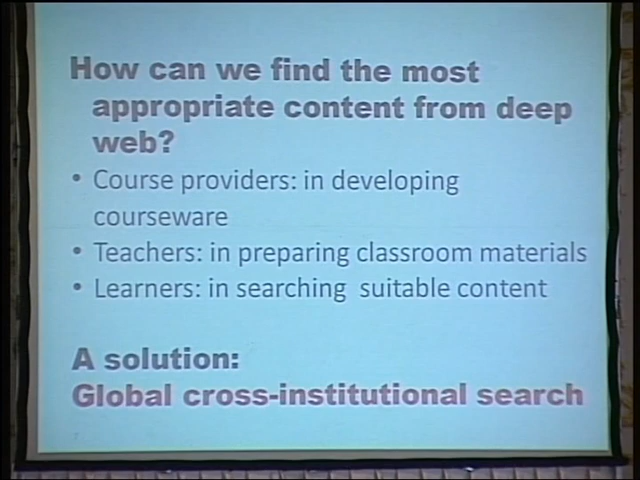 How can we find the most
appropriate content from deep
web?
• Course providers: in developing
courseware
• Teachers: in preparing classroom materials
• Learners: in searching  suitable content
A solution:
Global cross-institutional search